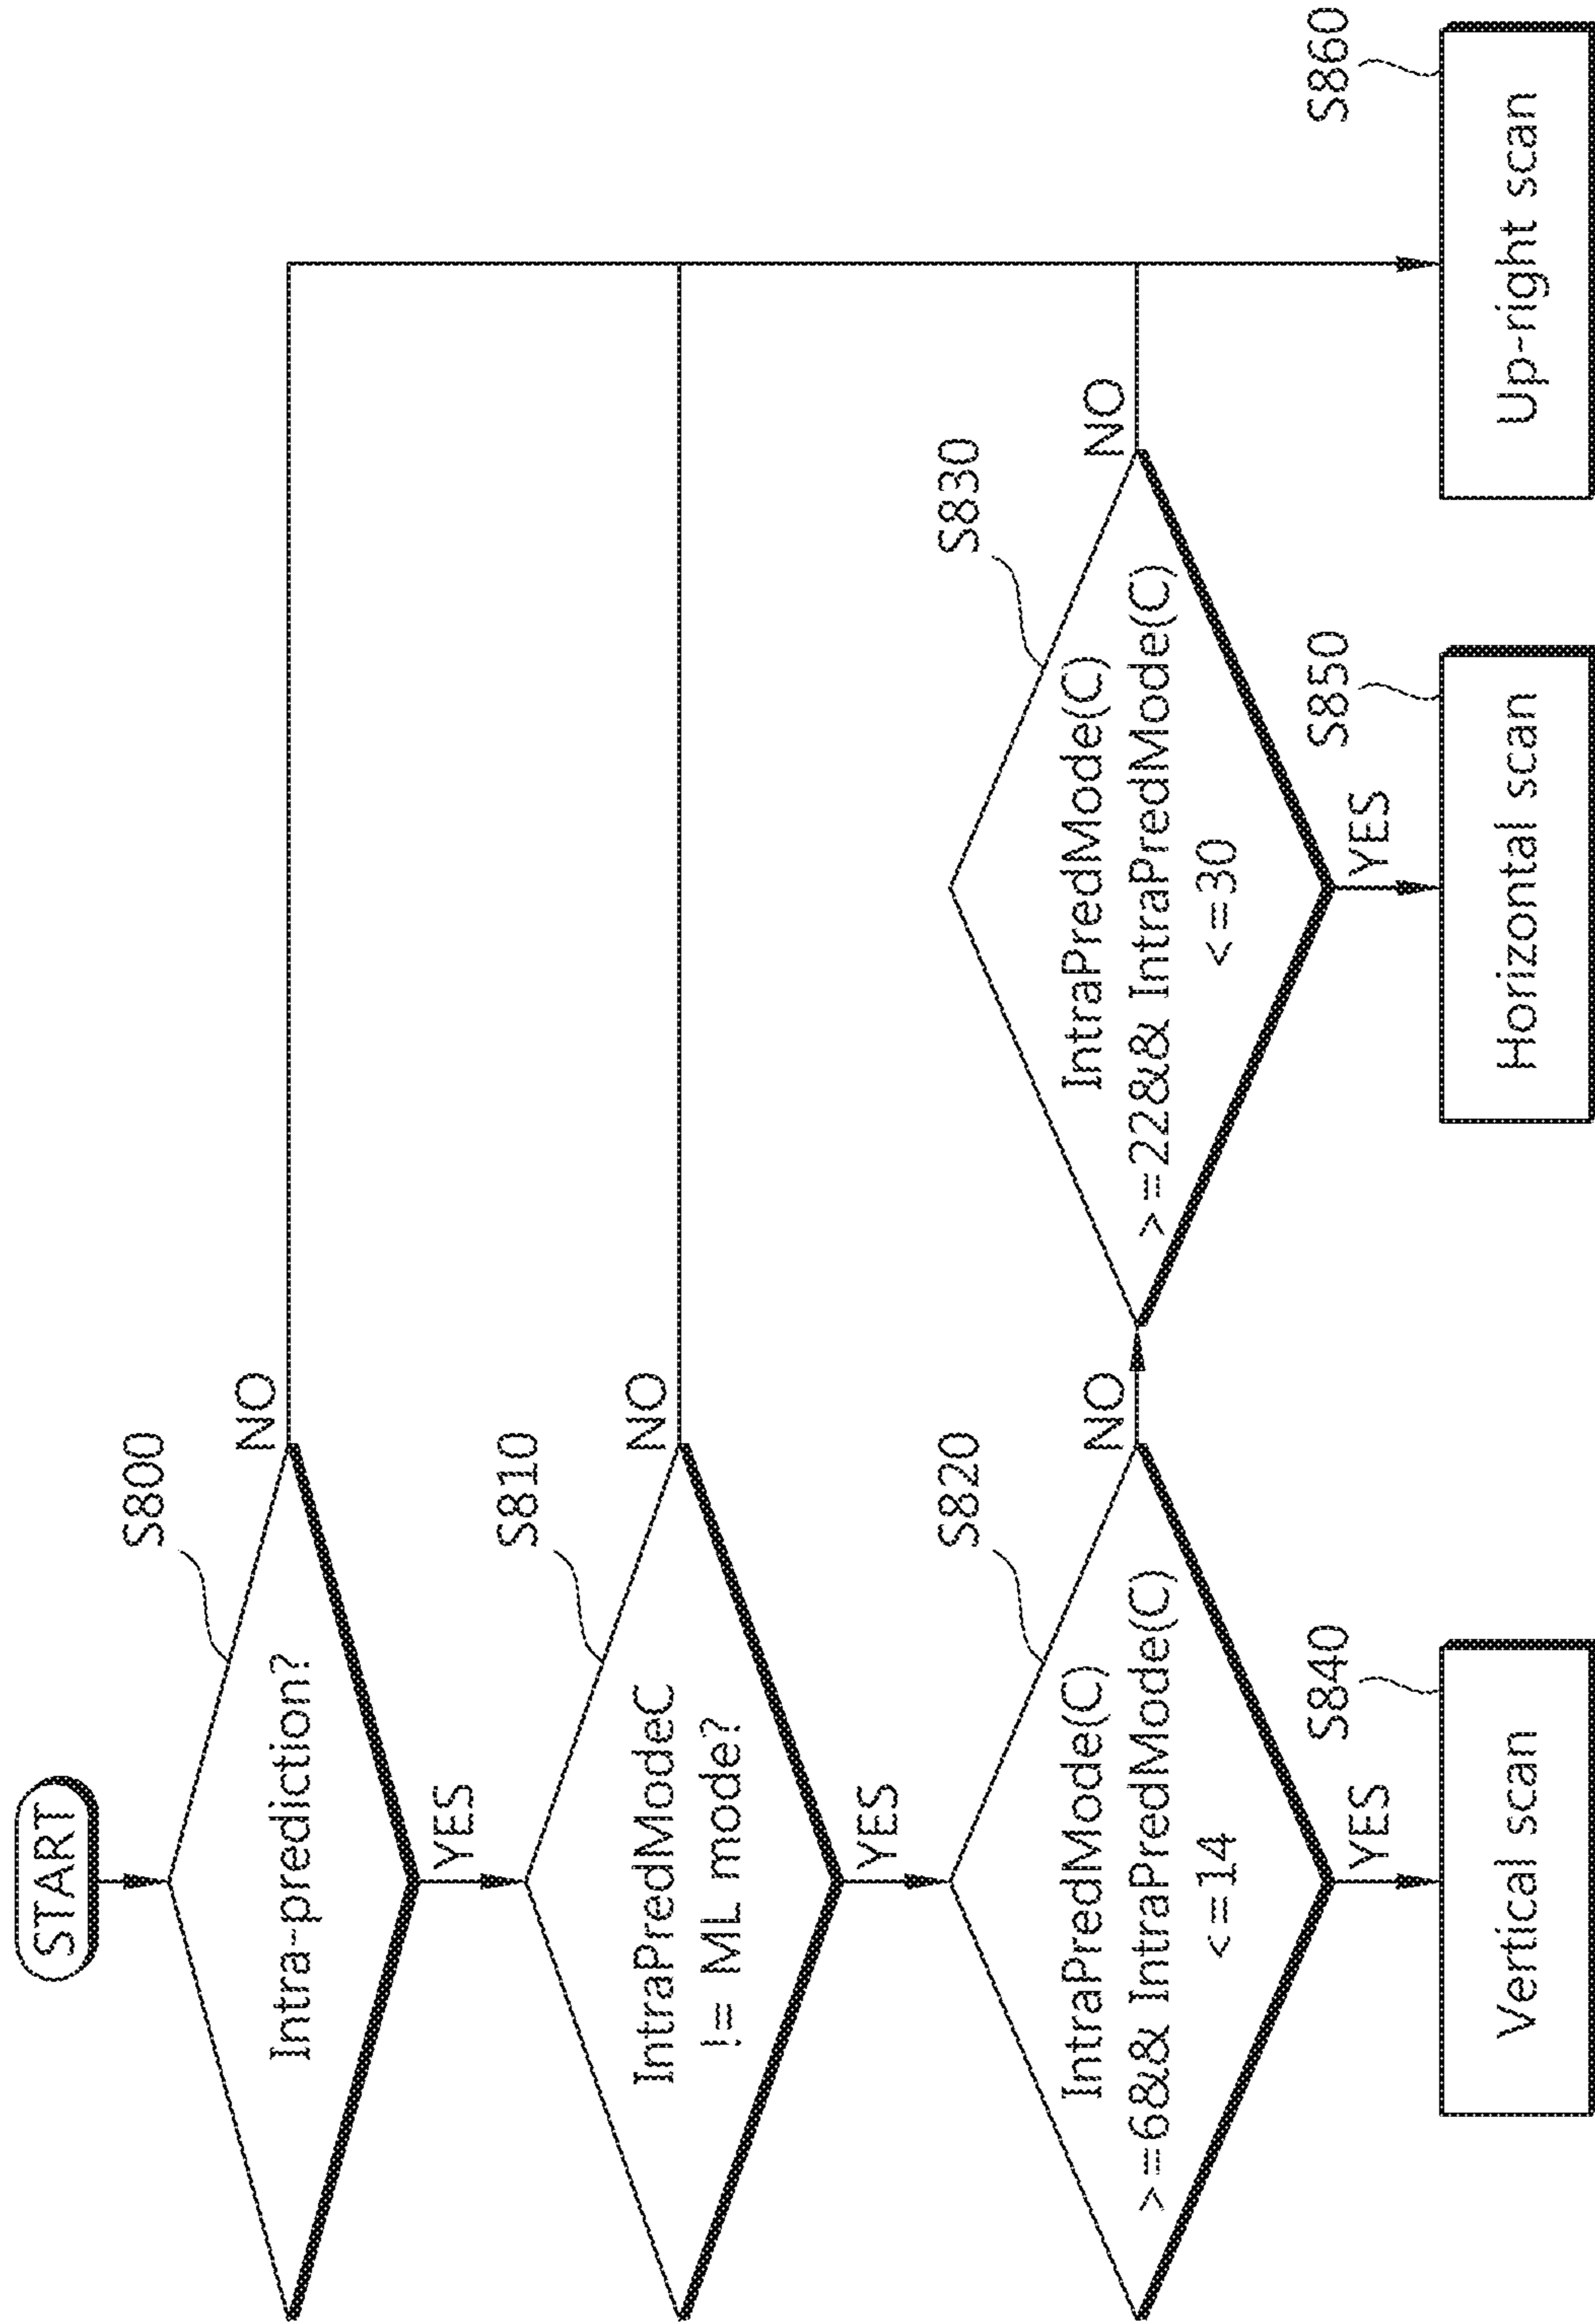 START
S800
Intra-prediction?
NO
YES
S810
IntraPredModeC
!= ML mode?
NO
YES
S820
IntraPredMode(C)
>=6&& IntraPredMode(C)
<=14
NO
YES
S830
IntraPredMode(C)
>=22&& IntraPredMode(C)
<=30
NO
YES
S840
Vertical scan
S850
Horizontal scan
S860
Up-right scan